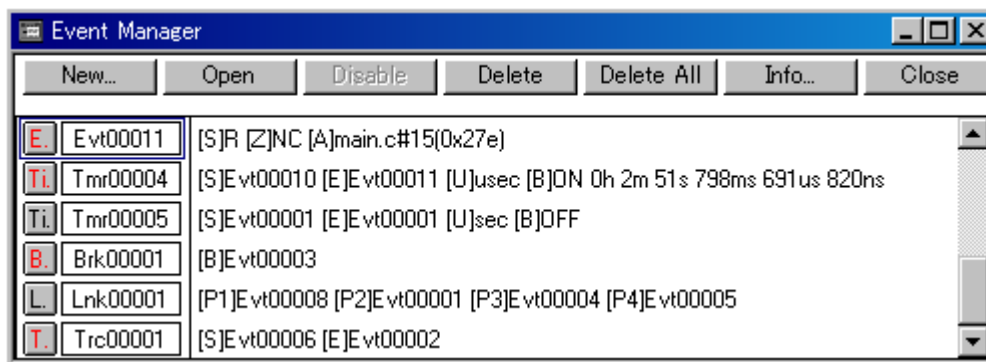 Event Manager
New... Open Disable Delete Delete All Info... Close
E. Evt00011 [S]R [Z]NC [A]main.c#15(0x27e)
Ti. Tmr00004 [S]Evt00010 [E]Evt00011 [U]usec [B]ON 0h 2m 51s 798ms 691us 820ns
Ti. Tmr00005 [S]Evt00001 [E]Evt00001 [U]sec [B]OFF
B. Brk00001 [B]Evt00003
L. Lnk00001 [P1]Evt00008 [P2]Evt00001 [P3]Evt00004 [P4]Evt00005
T. Trc00001 [S]Evt00006 [E]Evt00002